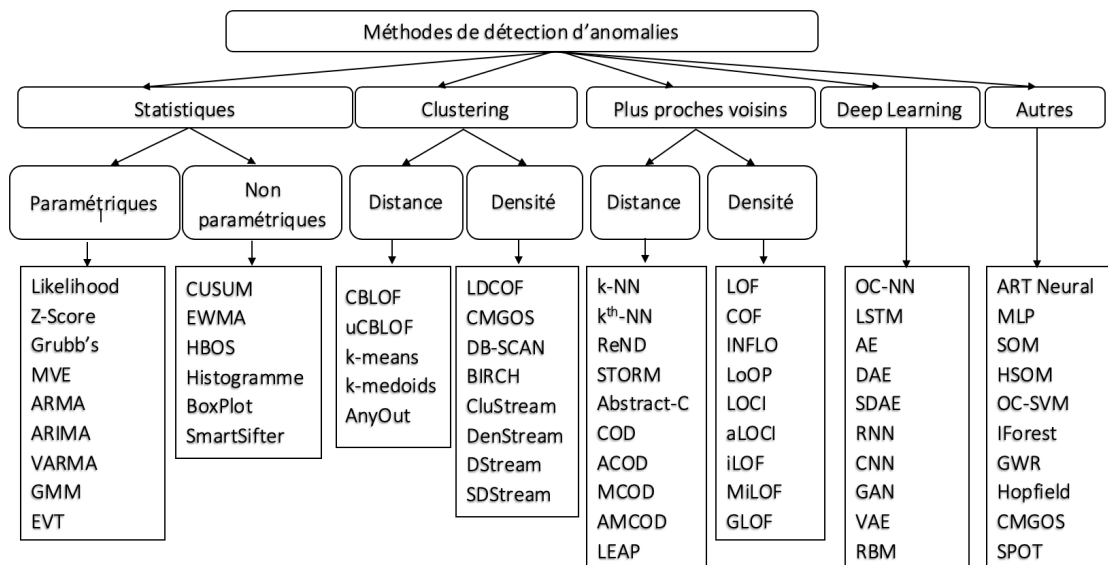 Méthodes de détection d'anomalies
Statistiques
Clustering
Plus proches voisins
Deep Learning
Autres
Paramétriques
Non
paramétriques
Distance
Densité
Distance
Densité
Likelihood
Z-Score
Grubb's
MVE
ARMA
ARIMA
VARMA
GMM
EVT
CUSUM
EWMA
HBOS
Histogramme
BoxPlot
SmartSifter
CBLOF
uCBLOF
k-means
k-medoids
AnyOut
LDCOF
CMGOS
DB-SCAN
BIRCH
CluStream
DenStream
DStream
SDStream
k-NN
kth-NN
ReND
STORM
Abstract-C
COD
ACOD
MCOD
AMCOD
LEAP
LOF
COF
INFLO
LoOP
LOCI
aLOCI
iLOF
MiLOF
GLOF
OC-NN
LSTM
AE
DAE
SDAE
RNN
CNN
GAN
VAE
RBM
ART Neural
MLP
SOM
HSOM
OC-SVM
IForest
GWR
Hopfield
CMGOS
SPOT